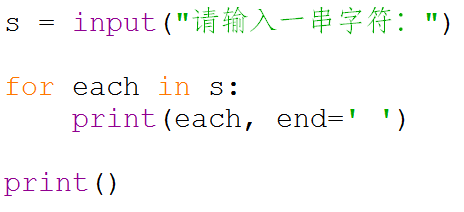 s = input("请输入一串字符：")
for each in s:
    print(each, end=' ')
print()